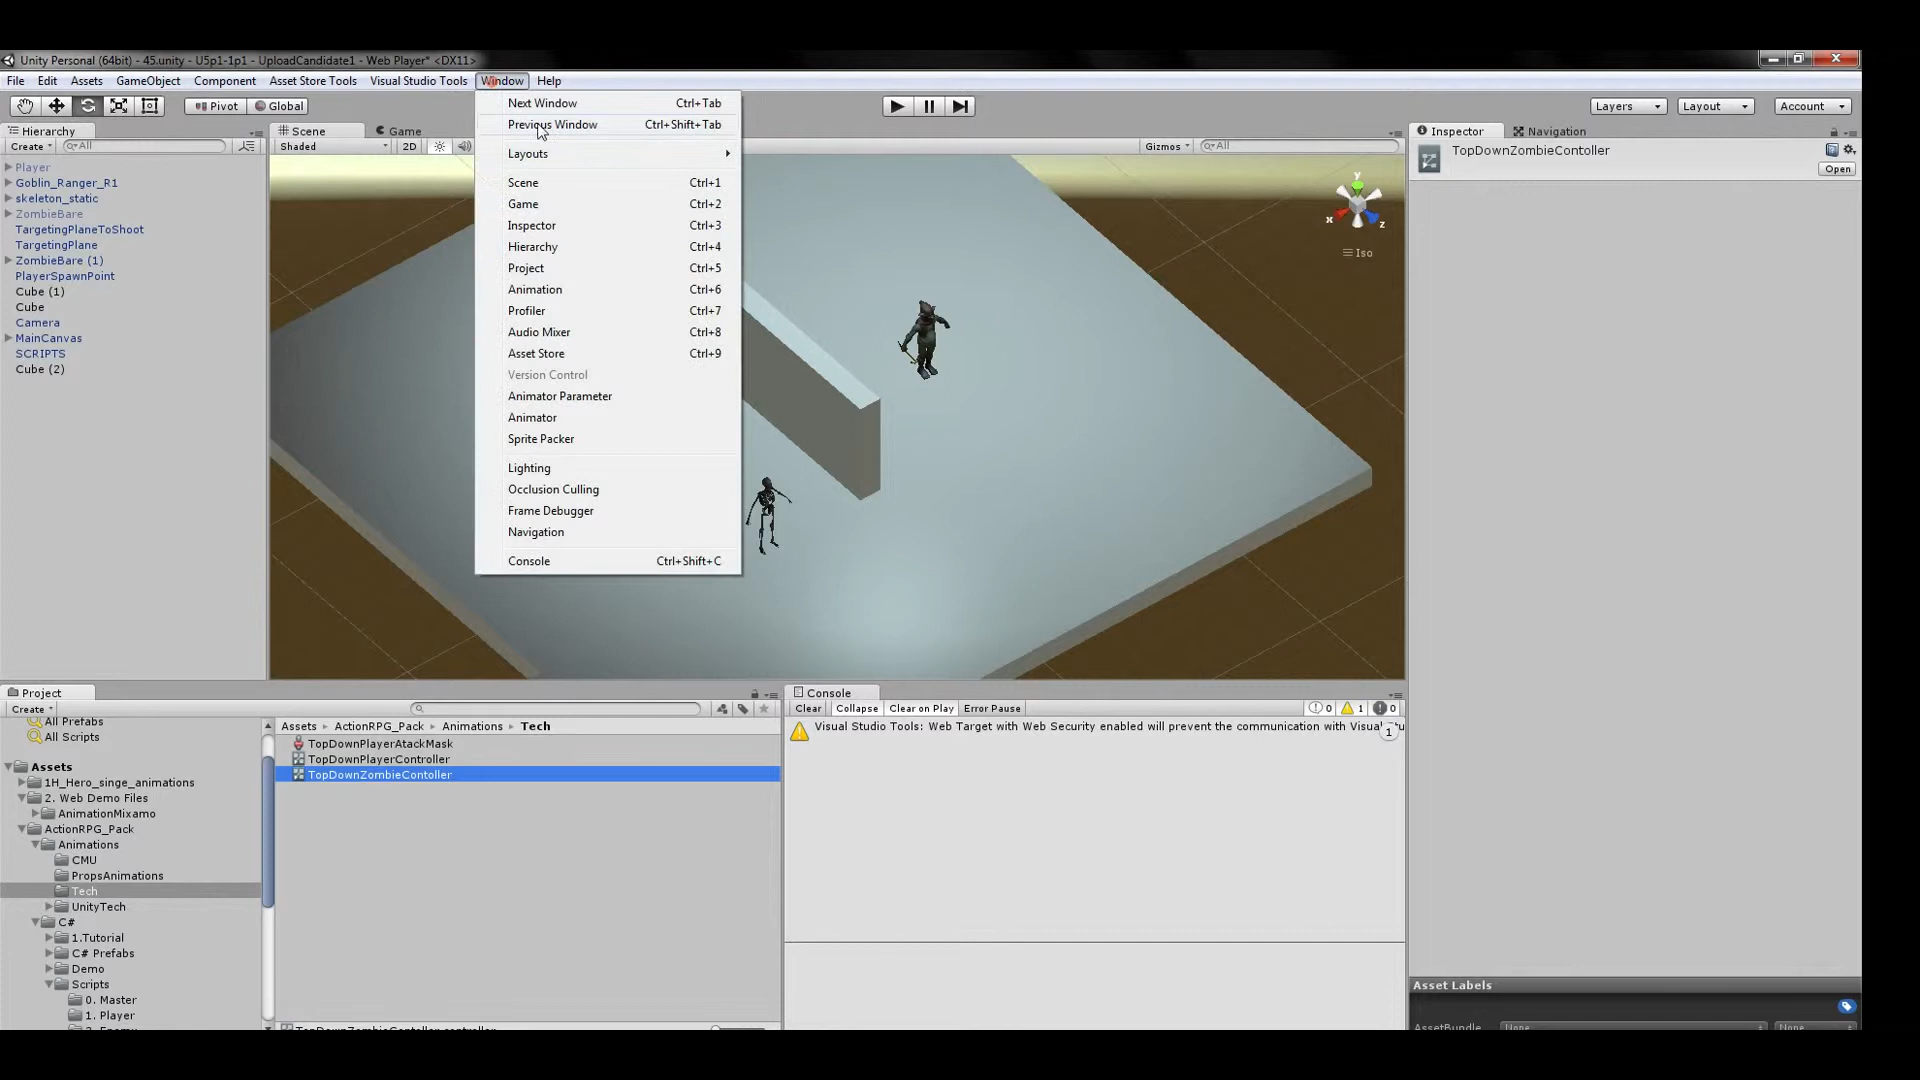 Unity Personal (64bit) - 45.unity - U5p1-1p1 - UploadCandidate1 - Web Player* <DX11>
File Edit Assets GameObject Component Asset Store Tools Visual Studio Tools Window Help
Pivot Global Layers Layout Account
Next Window Ctrl+Tab
Previous Window Ctrl+Shift+Tab
Layouts
Scene Ctrl+1
Game Ctrl+2
Inspector Ctrl+3
Hierarchy Ctrl+4
Project Ctrl+5
Animation Ctrl+6
Profiler Ctrl+7
Audio Mixer Ctrl+8
Asset Store Ctrl+9
Version Control
Animator Parameter
Animator
Sprite Packer
Lighting
Occlusion Culling
Frame Debugger
Navigation
Console Ctrl+Shift+C
Hierarchy
Create All
Player
Goblin_Ranger_R1
skeleton_static
ZombieBare
TargetingPlaneToShoot
TargetingPlane
ZombieBare (1)
PlayerSpawnPoint
Cube (1)
Cube
Camera
MainCanvas
SCRIPTS
Cube (2)
Scene Game
Shaded 2D Gizmos All
y
x z
Iso
Inspector Navigation
TopDownZombieContoller
Open
Project
Create
All Prefabs
All Scripts
Assets
1H_Hero_singe_animations
2. Web Demo Files
AnimationMixamo
ActionRPG_Pack
Animations
CMU
PropsAnimations
Tech
UnityTech
C#
1.Tutorial
C# Prefabs
Demo
Scripts
0. Master
1. Player
Assets ActionRPG_Pack Animations Tech
TopDownPlayerAtackMask
TopDownPlayerController
TopDownZombieContoller
TopDownZombieContoller.controller
Console
Clear Collapse Clear on Play Error Pause 0 1 0
Visual Studio Tools: Web Target with Web Security enabled will prevent the communication with Visual
1
Asset Labels
AssetBundle None None